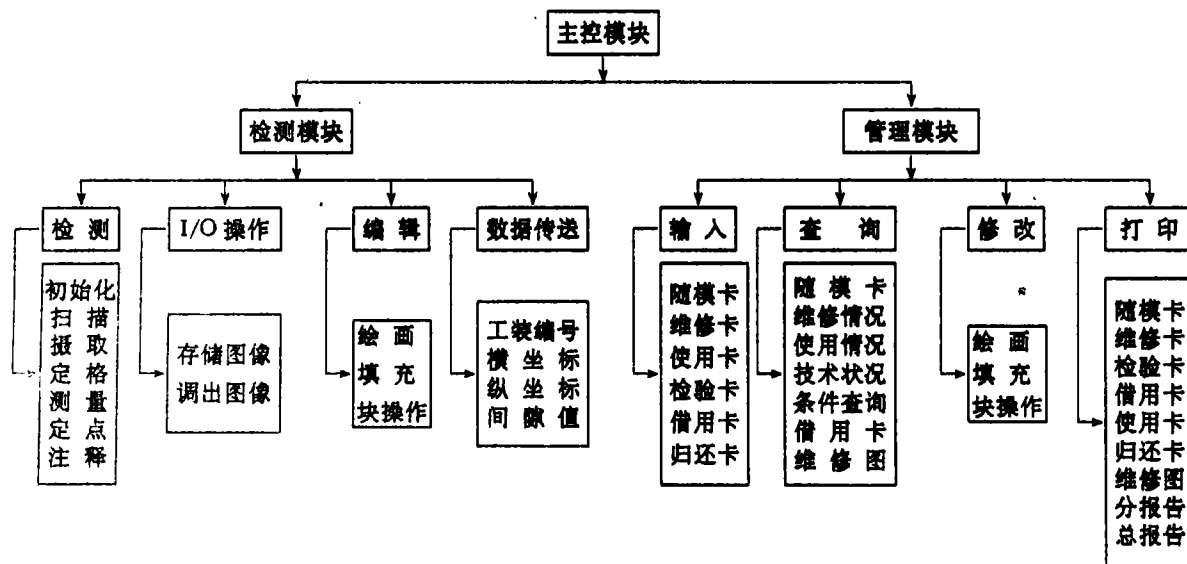 主控模块
检测模块
管理模块
检测
I/O 操作
编辑
数据传送
输入
查询
修改
打印
初始化
扫描
摄取
定格
测量
定点
注释
存储图像
调出图像
绘画
填充
块操作
工装编号
横坐标
纵坐标
间隙值
随模卡
维修卡
使用卡
检验卡
借用卡
归还卡
随模卡
维修情况
使用情况
技术状况
条件查询
借用卡
维修图
绘画
填充
块操作
随模卡
维修卡
检验卡
借用卡
使用卡
归还卡
维修图
分报告
总报告